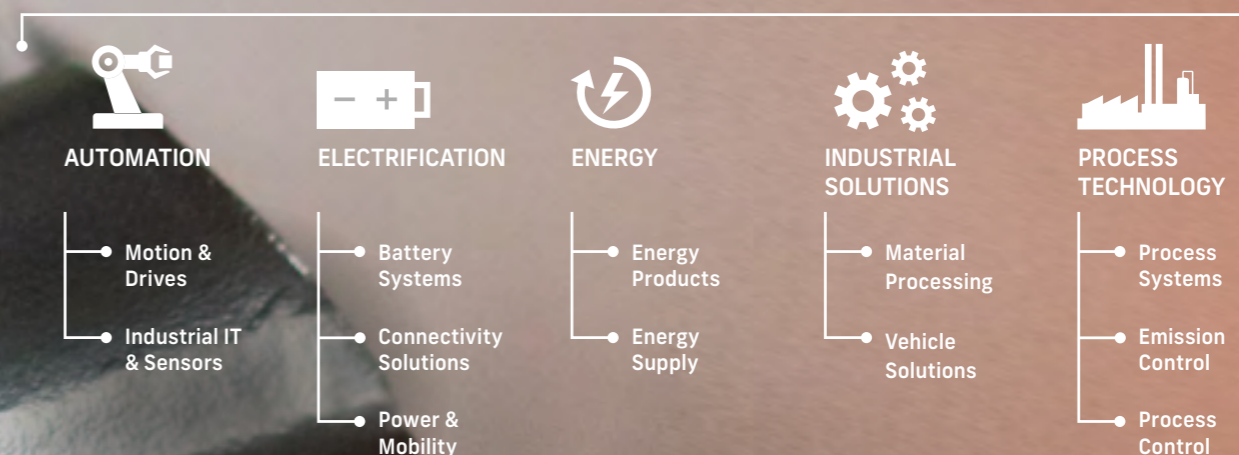 AUTOMATION
Motion &
Drives
Industrial IT
& Sensors
ELECTRIFICATION
Battery
Systems
Connectivity
Solutions
Power &
Mobility
ENERGY
Energy
Products
Energy
Supply
INDUSTRIAL
SOLUTIONS
Material
Processing
Vehicle
Solutions
PROCESS
TECHNOLOGY
Process
Systems
Emission
Control
Process
Control